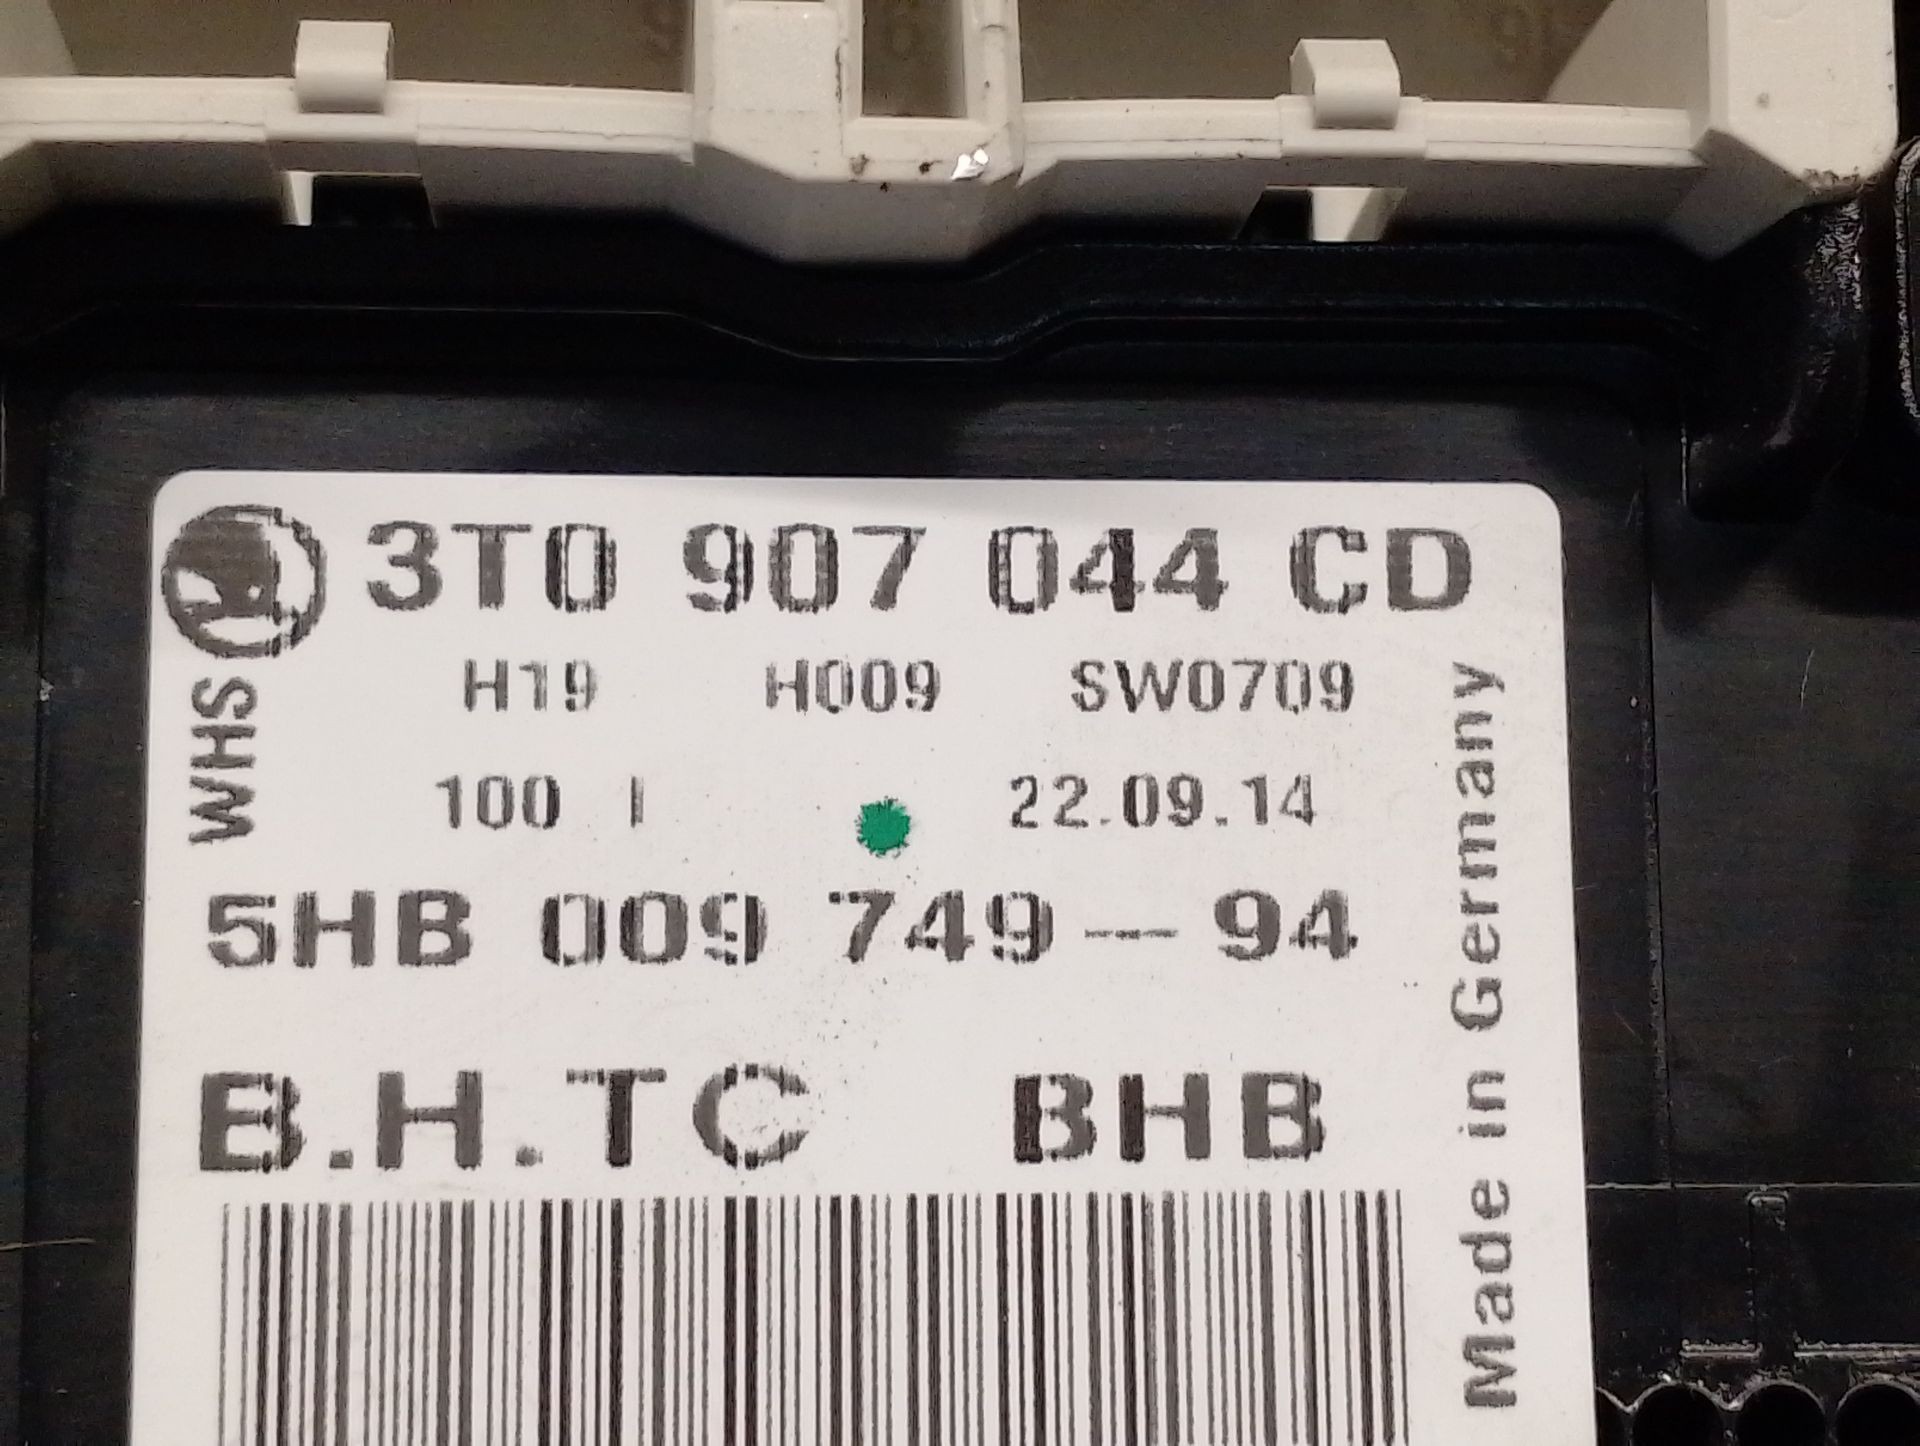 3T0 907 044 CD
H19 H009 SW0709
WHS
100 I 22.09.14
5HB 009 749-94
B.H.TC BHB
Made in Germany